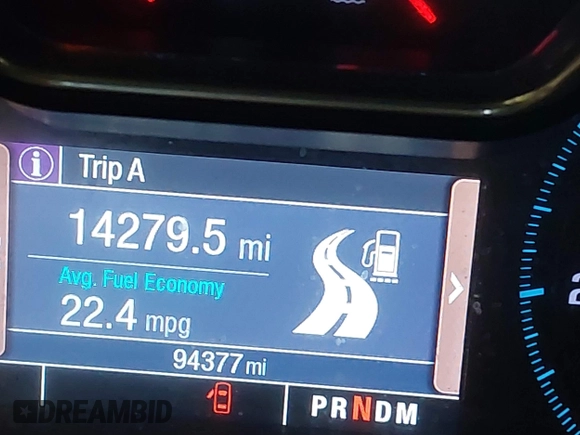 Trip A
14279.5 mi
Avg. Fuel Economy
22.4 mpg
94377 mi
PRNDM
DREAMBID